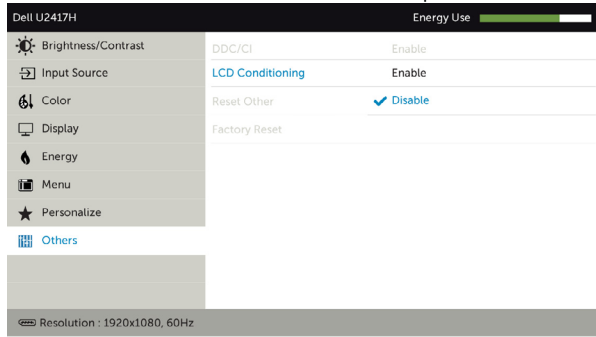 Dell U2417H Energy Use
Brightness/Contrast DDC/CI Enable
Input Source LCD Conditioning Enable
Color Reset Other Disable
Display Factory Reset
Energy
Menu
Personalize
Others
Resolution : 1920x1080, 60Hz